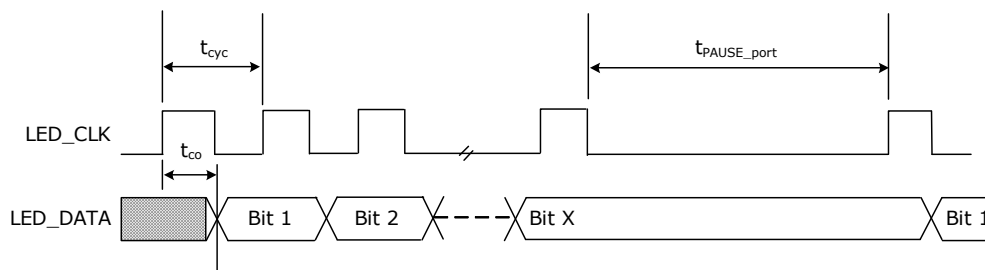 tcyc
tPAUSE_port
LED_CLK
tco
LED_DATA
Bit 1
Bit 2
Bit X
Bit 1